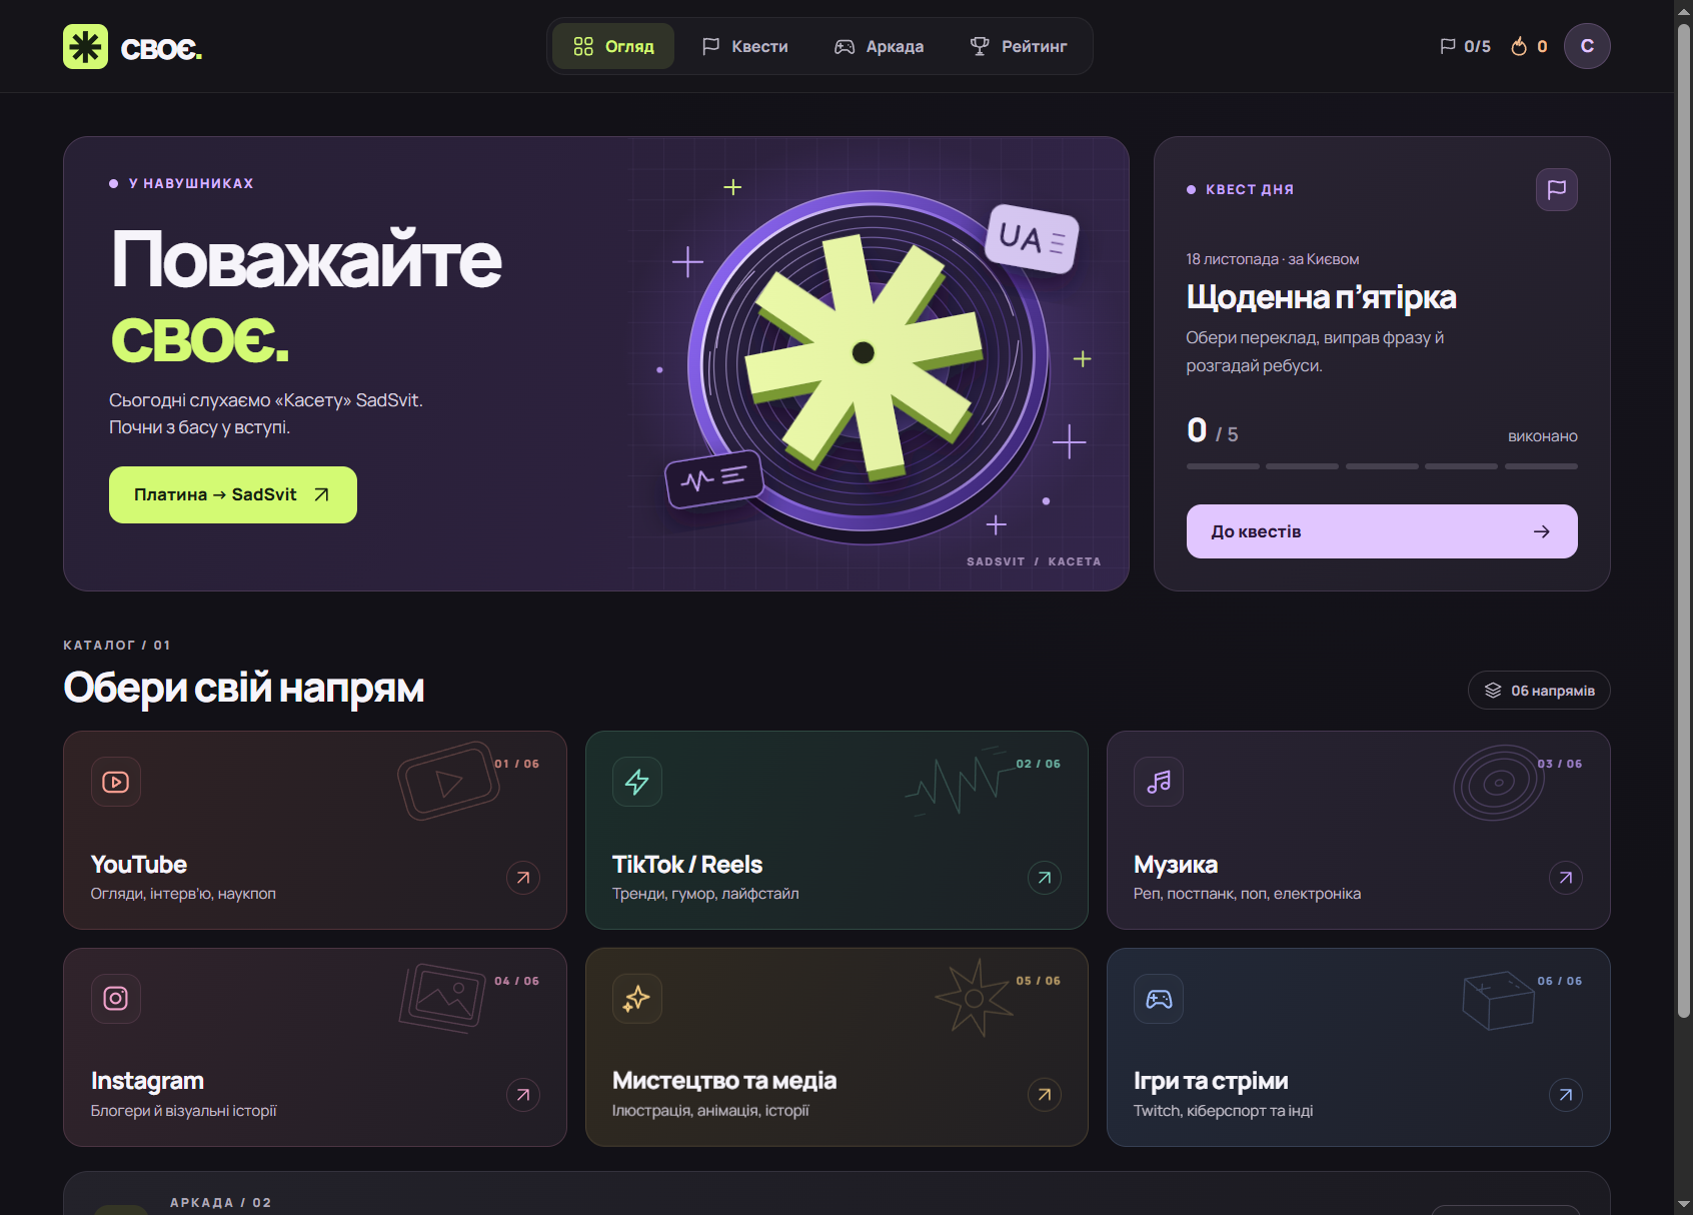 СВОЄ.
Огляд
Квести
Аркада
Рейтинг
0/5
0
С
У НАВУШНИКАХ
Поважайте
СВОЄ.
Сьогодні слухаємо «Касету» SadSvit.
Почни з басу у вступі.
Платина → SadSvit
UA
SADSVIT / КАСЕТА
КВЕСТ ДНЯ
18 листопада · за Києвом
Щоденна п’ятірка
Обери переклад, виправ фразу й
розгадай ребуси.
0 / 5
виконано
До квестів
КАТАЛОГ / 01
Обери свій напрям
06 напрямів
01 / 06
YouTube
Огляди, інтерв’ю, наукпоп
02 / 06
TikTok / Reels
Тренди, гумор, лайфстайл
03 / 06
Музика
Реп, постпанк, поп, електроніка
04 / 06
Instagram
Блогери й візуальні історії
05 / 06
Мистецтво та медіа
Ілюстрація, анімація, історії
06 / 06
Ігри та стріми
Twitch, кіберспорт та інді
АРКАДА / 02